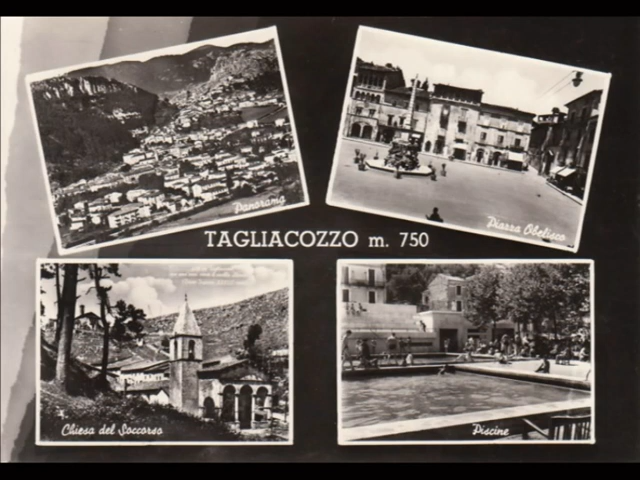 Panorama
Piazza Obelisco
TAGLIACOZZO m. 750
Chiesa del Soccorso
Piscine